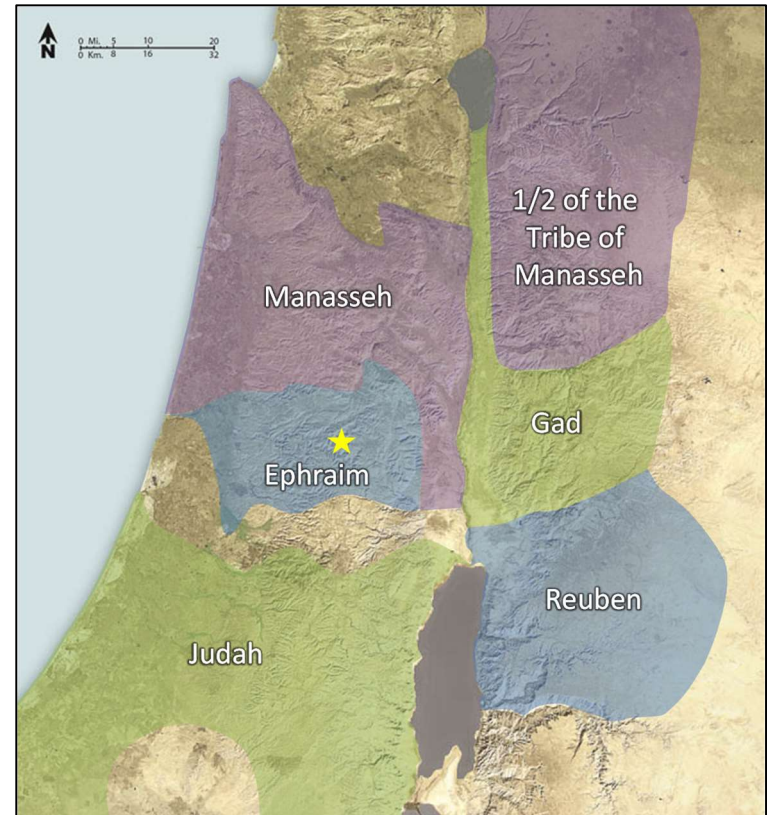 0 Mi. 5 10 20
0 Km. 8 16 32
N
1/2 of the
Tribe of
Manasseh
Manasseh
Gad
Ephraim
Reuben
Judah